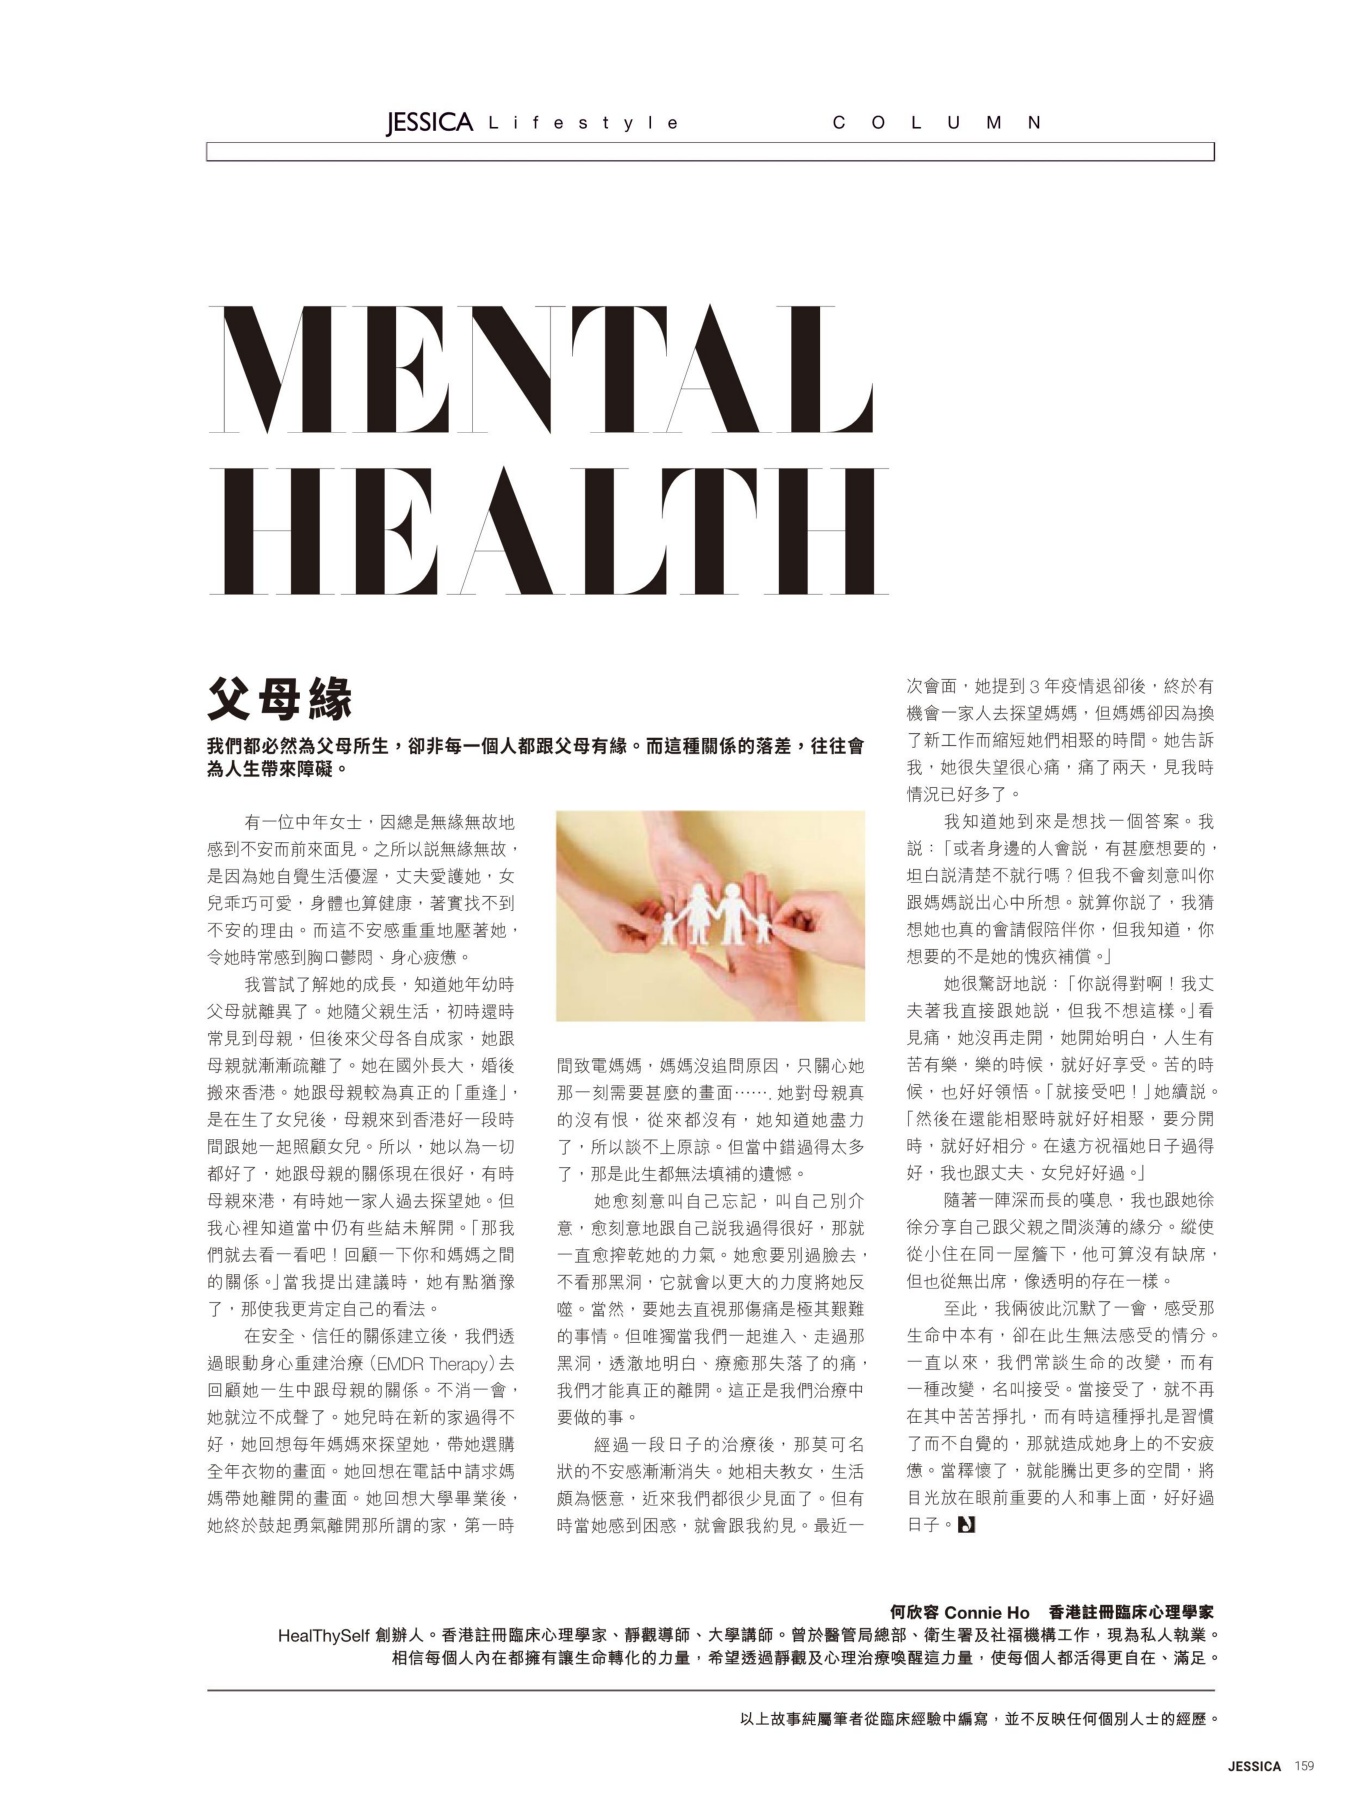 JESSICA Lifestyle COLUMN
MENTAL
HEALTH
父母緣
我們都必然為父母所生，卻非每一個人都跟父母有緣。而這種關係的落差，往往會
為人生帶來障礙。
有一位中年女士，因總是無緣無故地
感到不安而前來面見。之所以説無緣無故，
是因為她自覺生活優渥，丈夫愛護她，女
兒乖巧可愛，身體也算健康，著實找不到
不安的理由。而這不安感重重地壓著她，
令她時常感到胸口鬱悶、身心疲憊。
我嘗試了解她的成長，知道她年幼時
父母就離異了。她隨父親生活，初時還時
常見到母親，但後來父母各自成家，她跟
母親就漸漸疏離了。她在國外長大，婚後
搬來香港。她跟母親較為真正的「重逢」，
是在生了女兒後，母親來到香港好一段時
間跟她一起照顧女兒。所以，她以為一切
都好了，她跟母親的關係現在很好，有時
母親來港，有時她一家人過去探望她。但
我心裡知道當中仍有些結未解開。「那我
們就去看一看吧！回顧一下你和媽媽之間
的關係。」當我提出建議時，她有點猶豫
了，那使我更肯定自己的看法。
在安全、信任的關係建立後，我們透
過眼動身心重建治療（EMDR Therapy）去
回顧她一生中跟母親的關係。不消一會，
她就泣不成聲了。她兒時在新的家過得不
好，她回想每年媽媽來探望她，帶她選購
全年衣物的畫面。她回想在電話中請求媽
媽帶她離開的畫面。她回想大學畢業後，
她終於鼓起勇氣離開那所謂的家，第一時
間致電媽媽，媽媽沒追問原因，只關心她
那一刻需要甚麼的畫面⋯⋯. 她對母親真
的沒有恨，從來都沒有，她知道她盡力
了，所以談不上原諒。但當中錯過得太多
了，那是此生都無法填補的遺憾。
她愈刻意叫自己忘記，叫自己別介
意，愈刻意地跟自己説我過得很好，那就
一直愈搾乾她的力氣。她愈要別過臉去，
不看那黑洞，它就會以更大的力度將她反
噬。當然，要她去直視那傷痛是極其艱難
的事情。但唯獨當我們一起進入、走過那
黑洞，透澈地明白、療癒那失落了的痛，
我們才能真正的離開。這正是我們治療中
要做的事。
經過一段日子的治療後，那莫可名
狀的不安感漸漸消失。她相夫教女，生活
頗為愜意，近來我們都很少見面了。但有
時當她感到困惑，就會跟我約見。最近一
次會面，她提到 3 年疫情退卻後，終於有
機會一家人去探望媽媽，但媽媽卻因為換
了新工作而縮短她們相聚的時間。她告訴
我，她很失望很心痛，痛了兩天，見我時
情況已好多了。
我知道她到來是想找一個答案。我
説：「或者身邊的人會説，有甚麼想要的，
坦白説清楚不就行嗎？但我不會刻意叫你
跟媽媽説出心中所想。就算你説了，我猜
想她也真的會請假陪伴你，但我知道，你
想要的不是她的愧疚補償。」
她很驚訝地説：「你説得對啊！我丈
夫著我直接跟她説，但我不想這樣。」看
見痛，她沒再走開，她開始明白，人生有
苦有樂，樂的時候，就好好享受。苦的時
候，也好好領悟。「就接受吧！」她續説。
「然後在還能相聚時就好好相聚，要分開
時，就好好相分。在遠方祝福她日子過得
好，我也跟丈夫、女兒好好過。」
隨著一陣深而長的嘆息，我也跟她徐
徐分享自己跟父親之間淡薄的緣分。縱使
從小住在同一屋簷下，他可算沒有缺席，
但也從無出席，像透明的存在一樣。
至此，我倆彼此沉默了一會，感受那
生命中本有，卻在此生無法感受的情分。
一直以來，我們常談生命的改變，而有
一種改變，名叫接受。當接受了，就不再
在其中苦苦掙扎，而有時這種掙扎是習慣
了而不自覺的，那就造成她身上的不安疲
憊。當釋懷了，就能騰出更多的空間，將
目光放在眼前重要的人和事上面，好好過
日子。
何欣容 Connie Ho 香港註冊臨床心理學家
HealThySelf 創辦人。香港註冊臨床心理學家、靜觀導師、大學講師。曾於醫管局總部、衛生署及社福機構工作，現為私人執業。
相信每個人內在都擁有讓生命轉化的力量，希望透過靜觀及心理治療喚醒這力量，使每個人都活得更自在、滿足。
以上故事純屬筆者從臨床經驗中編寫，並不反映任何個別人士的經歷。
JESSICA 159